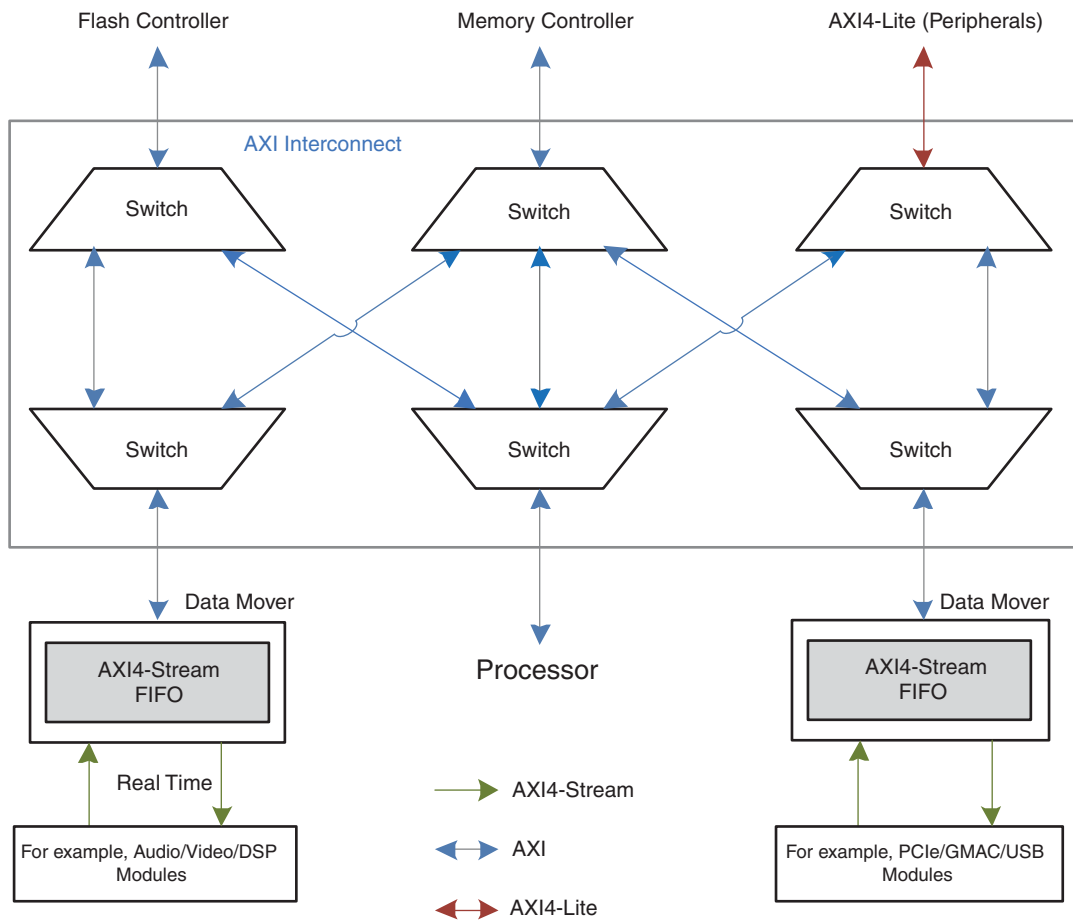 Flash Controller
Memory Controller
AXI4-Lite (Peripherals)
AXI Interconnect
Switch
Switch
Switch
Switch
Switch
Switch
Data Mover
Data Mover
AXI4-Stream
FIFO
Processor
AXI4-Stream
FIFO
Real Time
AXI4-Stream
For example, Audio/Video/DSP
Modules
AXI
For example, PCIe/GMAC/USB
Modules
AXI4-Lite